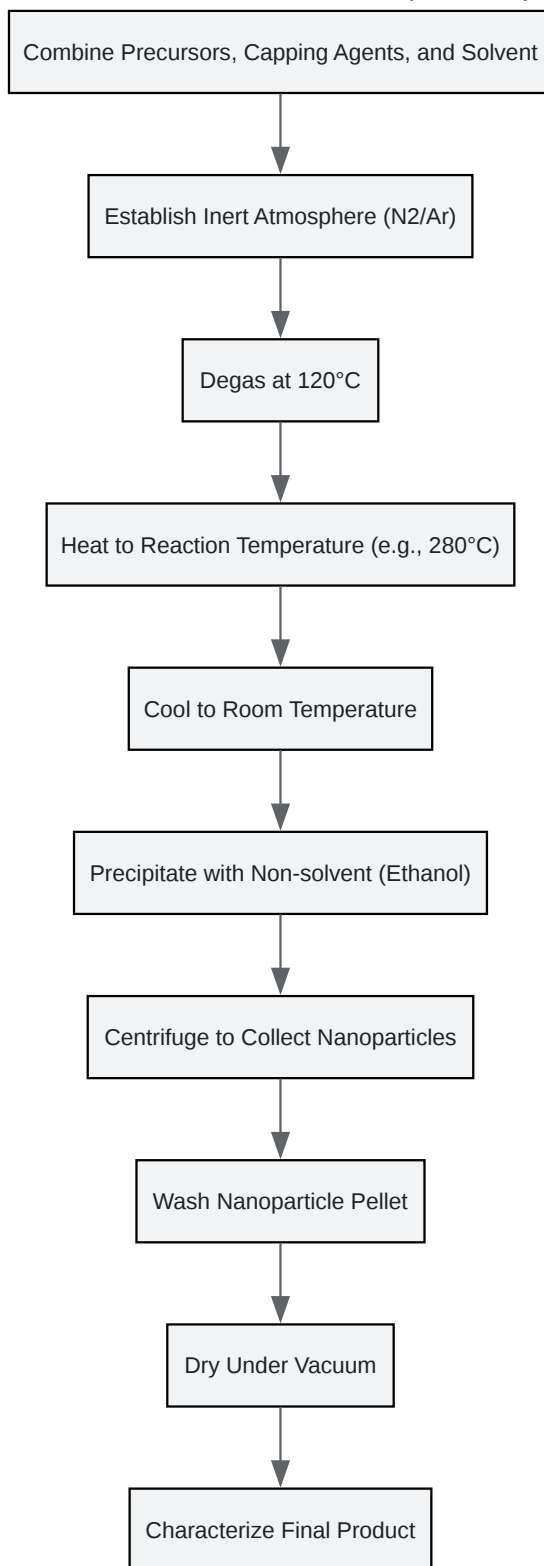 Combine Precursors, Capping Agents, and Solvent
Establish Inert Atmosphere (N2/Ar)
Degas at 120°C
Heat to Reaction Temperature (e.g., 280°C)
Cool to Room Temperature
Precipitate with Non-solvent (Ethanol)
Centrifuge to Collect Nanoparticles
Wash Nanoparticle Pellet
Dry Under Vacuum
Characterize Final Product